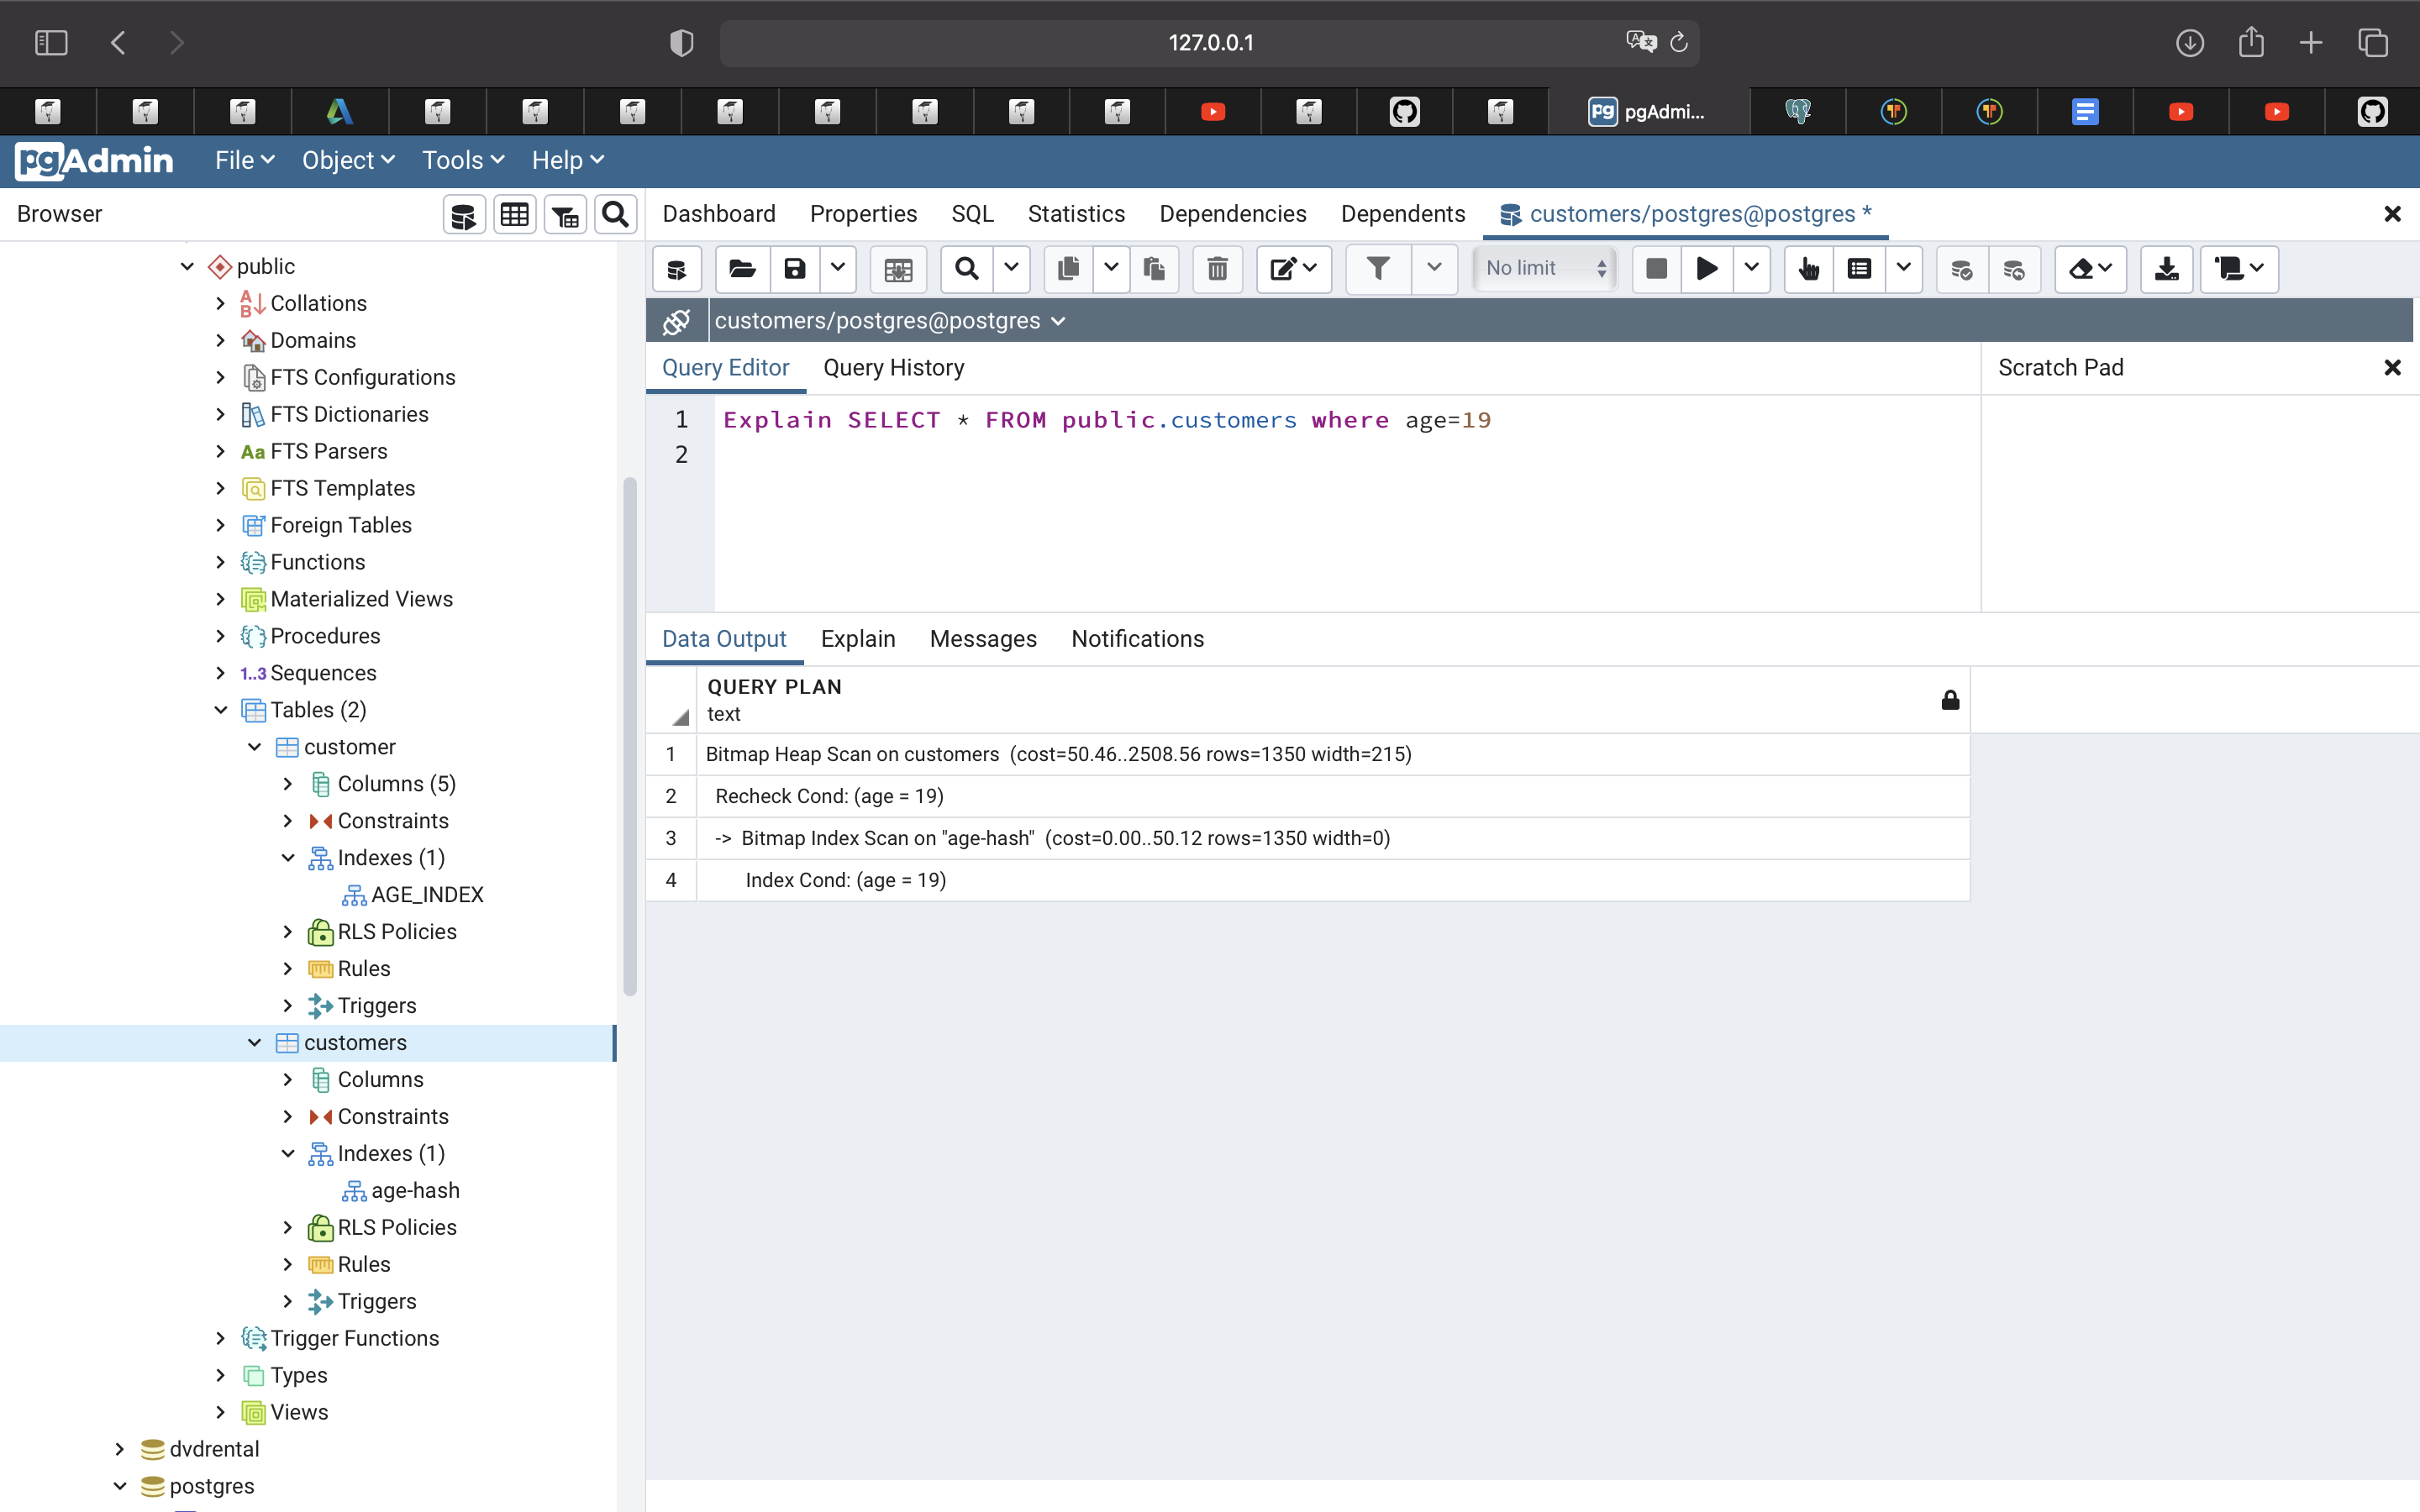 127.0.0.1
pg pgAdmi...
pgAdmin File Object Tools Help
Browser
Dashboard Properties SQL Statistics Dependencies Dependents customers/postgres@postgres *
No limit
customers/postgres@postgres
Query Editor Query History
Scratch Pad
1 Explain SELECT * FROM public.customers where age=19
2
Data Output Explain Messages Notifications
QUERY PLAN
text
1 Bitmap Heap Scan on customers (cost=50.46..2508.56 rows=1350 width=215)
2 Recheck Cond: (age = 19)
3 -> Bitmap Index Scan on "age-hash" (cost=0.00..50.12 rows=1350 width=0)
4 Index Cond: (age = 19)
public
Collations
Domains
FTS Configurations
FTS Dictionaries
Aa FTS Parsers
FTS Templates
Foreign Tables
Functions
Materialized Views
Procedures
1..3 Sequences
Tables (2)
customer
Columns (5)
Constraints
Indexes (1)
AGE_INDEX
RLS Policies
Rules
Triggers
customers
Columns
Constraints
Indexes (1)
age-hash
RLS Policies
Rules
Triggers
Trigger Functions
Types
Views
dvdrental
postgres